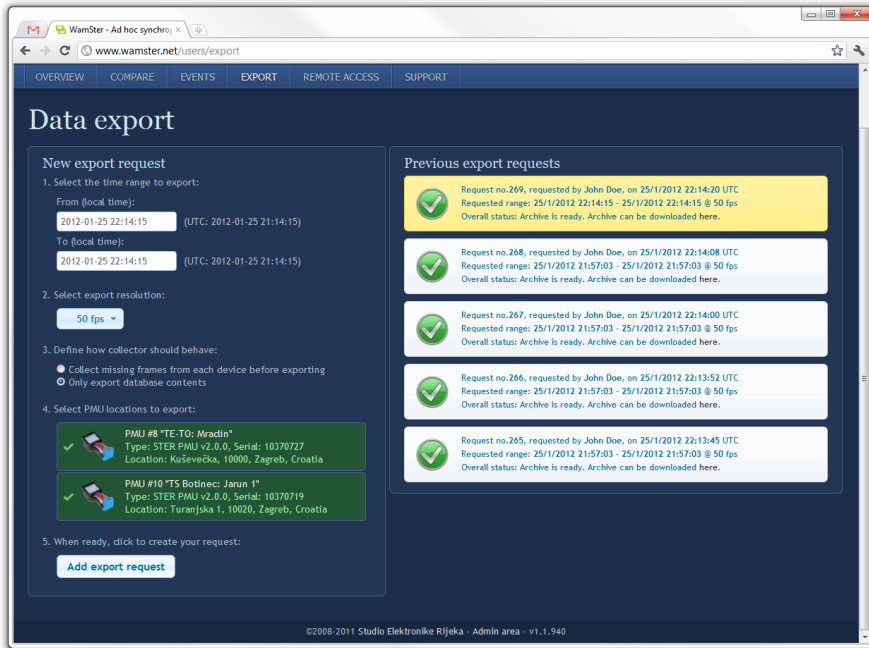 WamSter - Ad hoc synchro
www.wamster.net/users/export
OVERVIEW COMPARE EVENTS EXPORT REMOTE ACCESS SUPPORT
Data export
New export request
1. Select the time range to export:
From (local time):
2012-01-25 22:14:15 (UTC: 2012-01-25 21:14:15)
To (local time):
2012-01-25 22:14:15 (UTC: 2012-01-25 21:14:15)
2. Select export resolution:
50 fps
3. Define how collector should behave:
Collect missing frames from each device before exporting
Only export database contents
4. Select PMU locations to export:
PMU #8 "TE-TO: Mraclin"
Type: STER PMU v2.0.0, Serial: 10370727
Location: Kuševečka, 10000, Zagreb, Croatia
PMU #10 "TS Botinec: Jarun 1"
Type: STER PMU v2.0.0, Serial: 10370719
Location: Turanjska 1, 10020, Zagreb, Croatia
5. When ready, click to create your request:
Add export request
Previous export requests
Request no.269, requested by John Doe, on 25/1/2012 22:14:20 UTC
Requested range: 25/1/2012 22:14:15 - 25/1/2012 22:14:15 @ 50 fps
Overall status: Archive is ready. Archive can be downloaded here.
Request no.268, requested by John Doe, on 25/1/2012 22:14:08 UTC
Requested range: 25/1/2012 21:57:03 - 25/1/2012 21:57:03 @ 50 fps
Overall status: Archive is ready. Archive can be downloaded here.
Request no.267, requested by John Doe, on 25/1/2012 22:14:00 UTC
Requested range: 25/1/2012 21:57:03 - 25/1/2012 21:57:03 @ 50 fps
Overall status: Archive is ready. Archive can be downloaded here.
Request no.266, requested by John Doe, on 25/1/2012 22:13:52 UTC
Requested range: 25/1/2012 21:57:03 - 25/1/2012 21:57:03 @ 50 fps
Overall status: Archive is ready. Archive can be downloaded here.
Request no.265, requested by John Doe, on 25/1/2012 22:13:45 UTC
Requested range: 25/1/2012 21:57:03 - 25/1/2012 21:57:03 @ 50 fps
Overall status: Archive is ready. Archive can be downloaded here.
©2008-2011 Studio Elektronike Rijeka - Admin area - v1.1.940